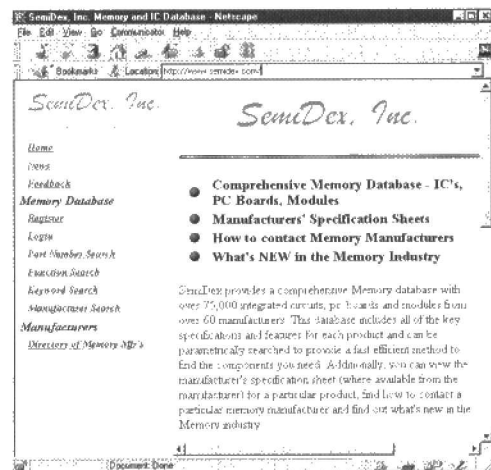 SemiDex, Inc. Memory and IC Database - Netscape
File Edit View Go Communicator Help
Bookmarks Location: http://www.semidex.com/
SemiDex, Inc.
Home
News
Feedback
Memory Database
Register
Login
Part Number Search
Function Search
Keyword Search
Manufacturer Search
Manufacturers
Directory of Memory Mfr's
SemiDex, Inc.
Comprehensive Memory Database - IC's,
PC Boards, Modules
Manufacturers' Specification Sheets
How to contact Memory Manufacturers
What's NEW in the Memory Industry
SemiDex provides a comprehensive Memory database with
over 75,000 integrated circuits, pc boards and modules from
over 60 manufacturers. This database includes all of the key
specifications and features for each product and can be
parametrically searched to provide a fast efficient method to
find the components you need. Additionally, you can view the
manufacturer's specification sheet (where available from the
manufacturer) for a particular product, find how to contact a
particular memory manufacturer and find out what's new in the
Memory industry
Document: Done